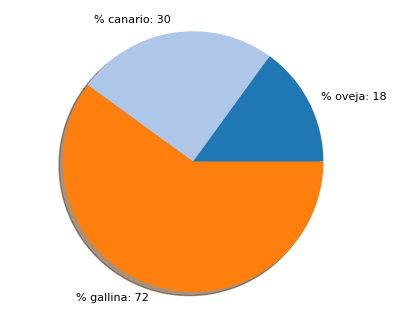 % canario: 30
% oveja: 18
% gallina: 72